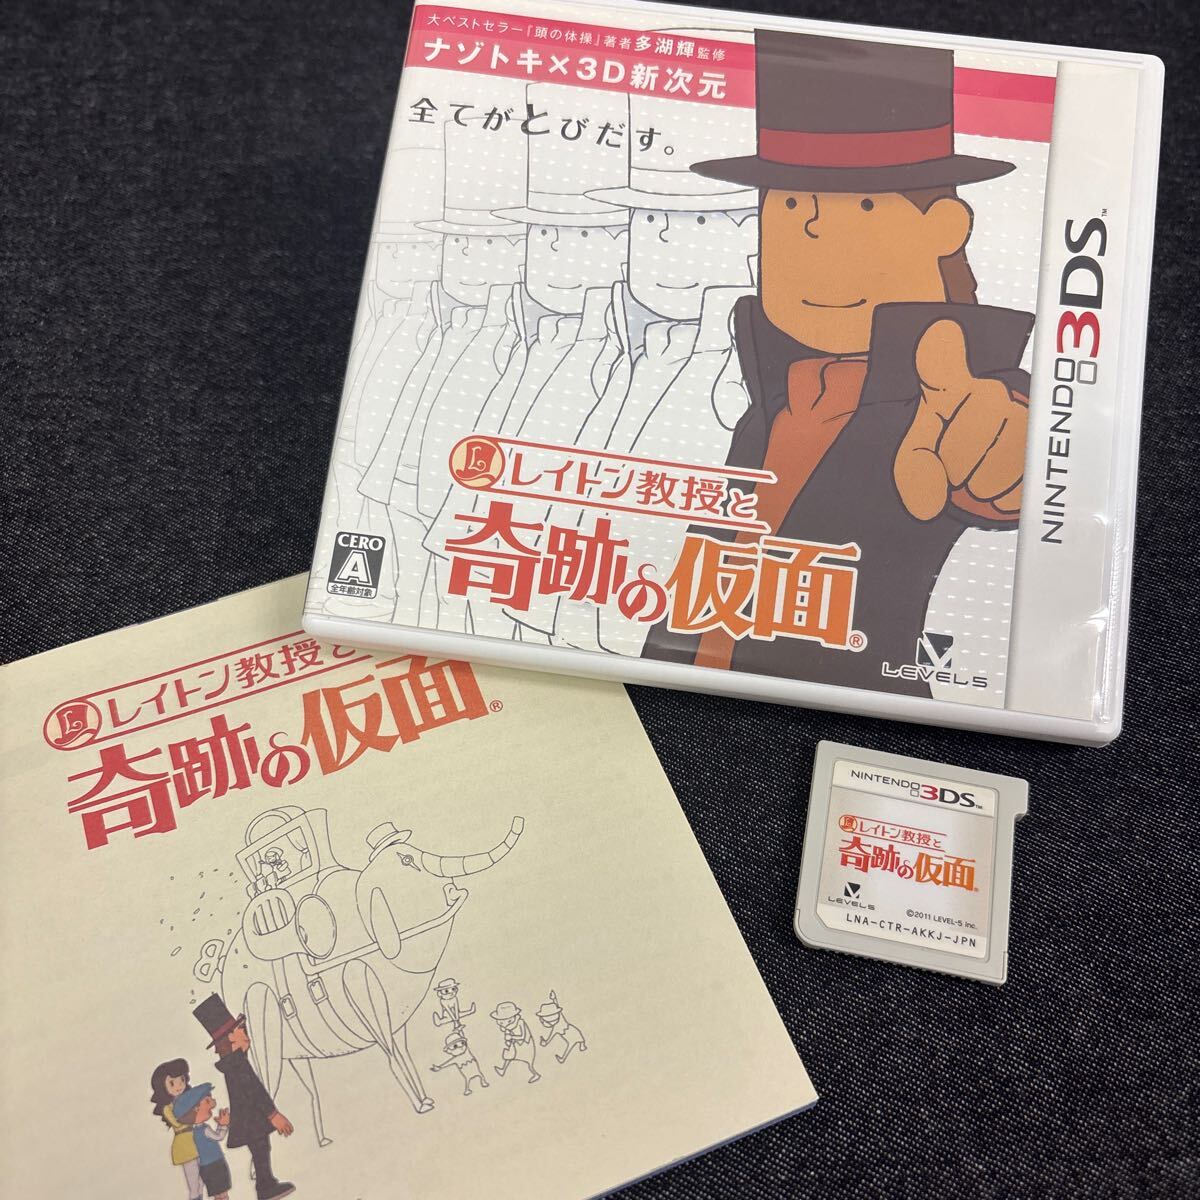 大ベストセラー『頭の体操』著者 多湖輝 監修
ナゾトキ×3D新次元
全てがとびだす。
NINTENDO 3DS™
L レイトン教授と
奇跡の仮面®
CERO
A
全年齢対象
LEVEL5
L レイトン教授と
奇跡の仮面®
NINTENDO 3DS™
レイトン教授と
奇跡の仮面®
LEVEL5
©2011 LEVEL-5 Inc.
LNA-CTR-AKKJ-JPN